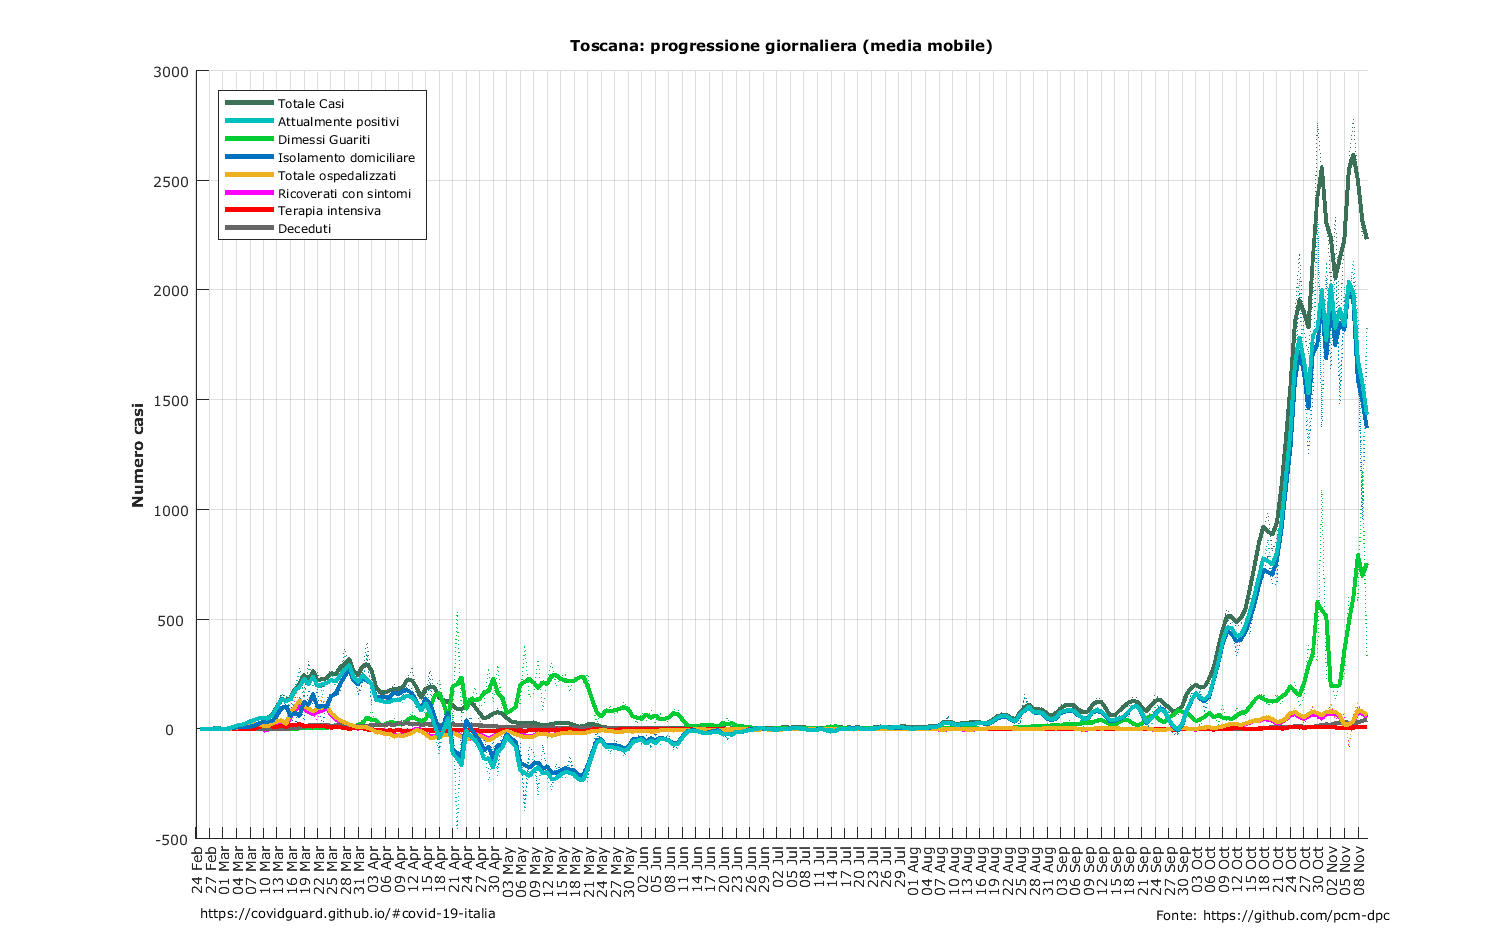 Toscana: progressione giornaliera (media mobile)
3000
2500
2000
1500
1000
500
0
-500
Numero casi
Totale Casi
Attualmente positivi
Dimessi Guariti
Isolamento domiciliare
Totale ospedalizzati
Ricoverati con sintomi
Terapia intensiva
Deceduti
24 Feb
27 Feb
01 Mar
04 Mar
07 Mar
10 Mar
13 Mar
16 Mar
19 Mar
22 Mar
25 Mar
28 Mar
31 Mar
03 Apr
06 Apr
09 Apr
12 Apr
15 Apr
18 Apr
21 Apr
24 Apr
27 Apr
30 Apr
03 May
06 May
09 May
12 May
15 May
18 May
21 May
24 May
27 May
30 May
02 Jun
05 Jun
08 Jun
11 Jun
14 Jun
17 Jun
20 Jun
23 Jun
26 Jun
29 Jun
02 Jul
05 Jul
08 Jul
11 Jul
14 Jul
17 Jul
20 Jul
23 Jul
26 Jul
29 Jul
01 Aug
04 Aug
07 Aug
10 Aug
13 Aug
16 Aug
19 Aug
22 Aug
25 Aug
28 Aug
31 Aug
03 Sep
06 Sep
09 Sep
12 Sep
15 Sep
18 Sep
21 Sep
24 Sep
27 Sep
30 Sep
03 Oct
06 Oct
09 Oct
12 Oct
15 Oct
18 Oct
21 Oct
24 Oct
27 Oct
30 Oct
02 Nov
05 Nov
08 Nov
https://covidguard.github.io/#covid-19-italia
Fonte: https://github.com/pcm-dpc